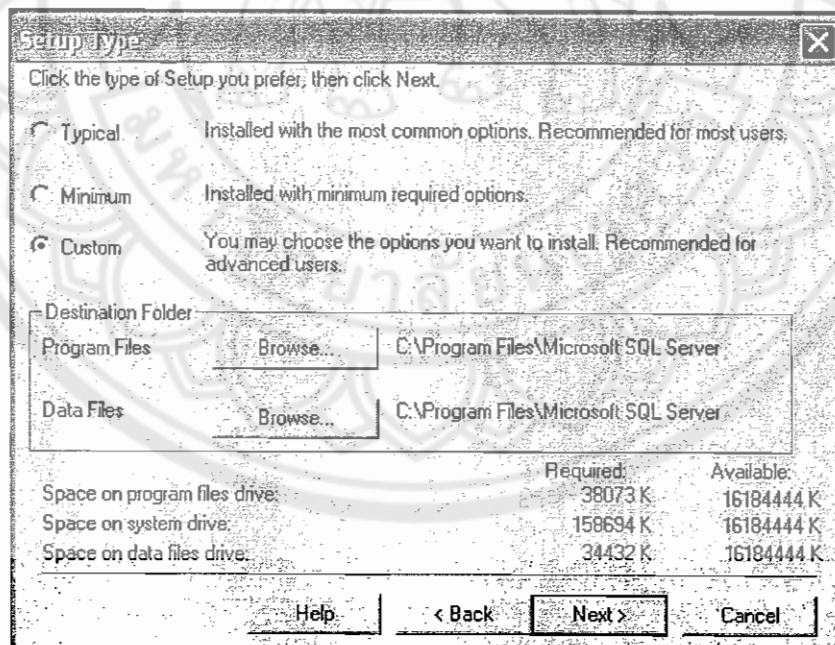 Setup Type
Click the type of Setup you prefer, then click Next.
Typical Installed with the most common options. Recommended for most users.
Minimum Installed with minimum required options.
Custom You may choose the options you want to install. Recommended for
advanced users.
Destination Folder
Program Files Browse... C:\Program Files\Microsoft SQL Server
Data Files Browse... C:\Program Files\Microsoft SQL Server
Required: Available:
Space on program files drive: 38073 K 16184444 K
Space on system drive: 158694 K 16184444 K
Space on data files drive: 34432 K 16184444 K
Help < Back Next > Cancel